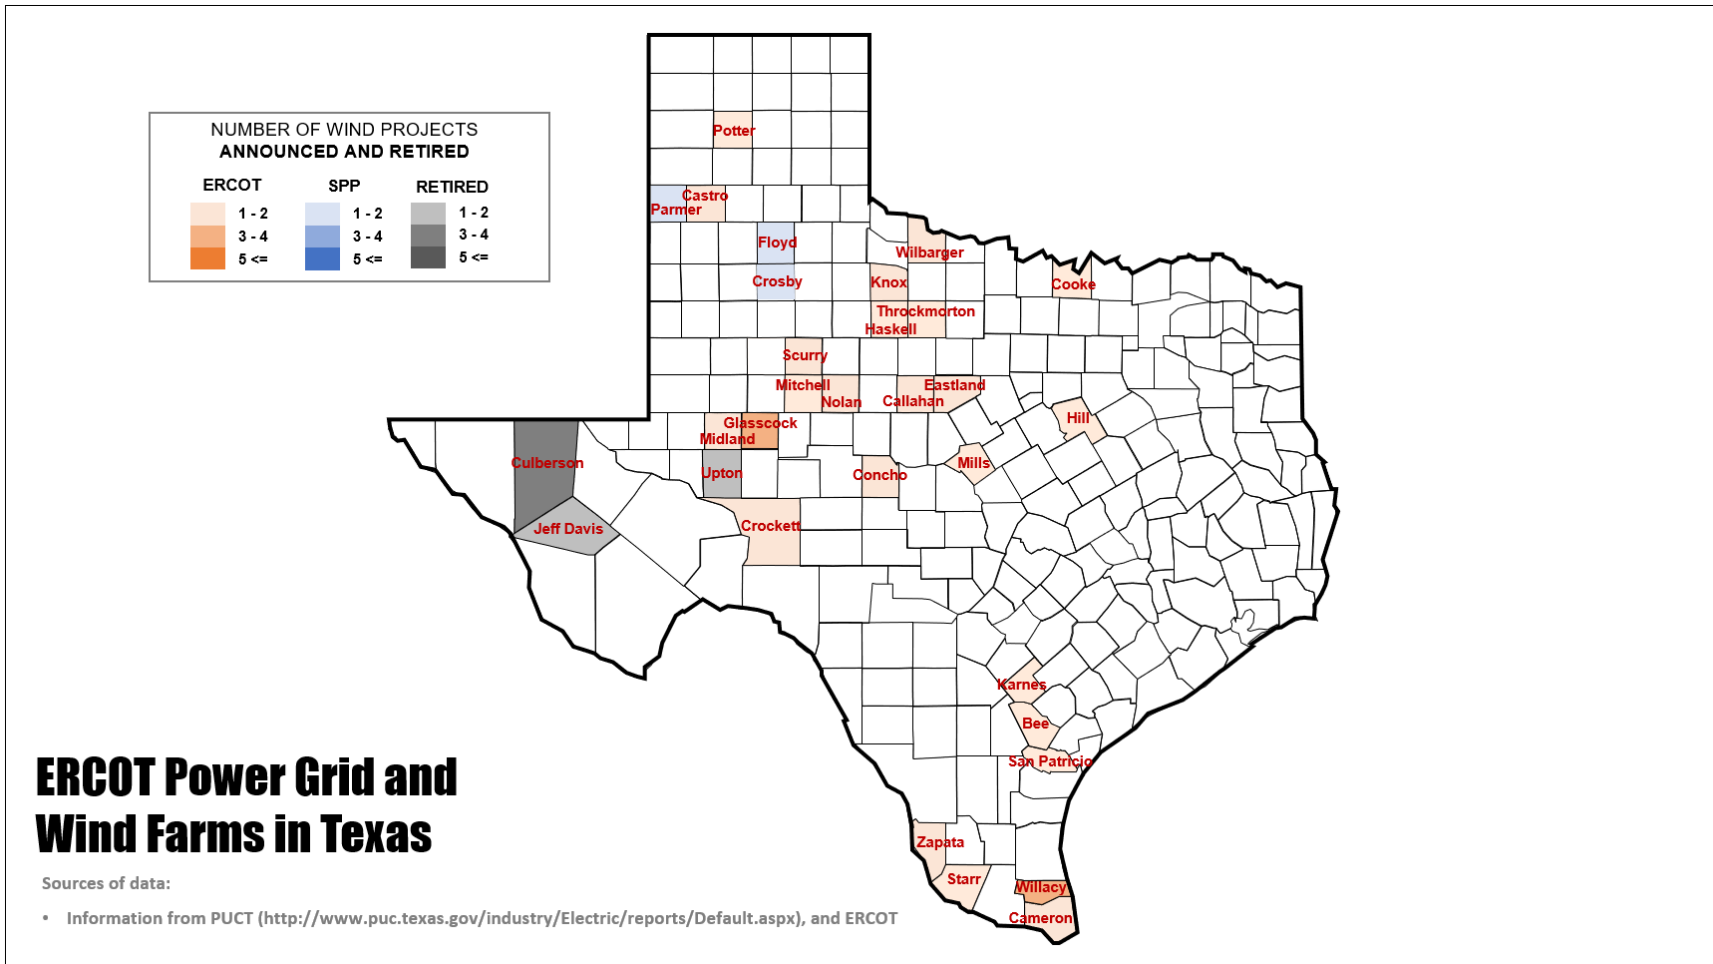 NUMBER OF WIND PROJECTS
ANNOUNCED AND RETIRED
ERCOT SPP RETIRED
1 - 2 1 - 2 1 - 2
3 - 4 3 - 4 3 - 4
5 <= 5 <= 5 <=
Potter
Castro
Parmer
Floyd
Wilbarger
Crosby
Knox
Cooke
Throckmorton
Haskell
Scurry
Mitchell
Eastland
Nolan
Callahan
Hill
Glasscock
Midland
Culberson
Mills
Upton
Concho
Crockett
Jeff Davis
Karnes
Bee
San Patricio
Zapata
Starr
Willacy
Cameron
ERCOT Power Grid and
Wind Farms in Texas
Sources of data:
• Information from PUCT (http://www.puc.texas.gov/industry/Electric/reports/Default.aspx), and ERCOT